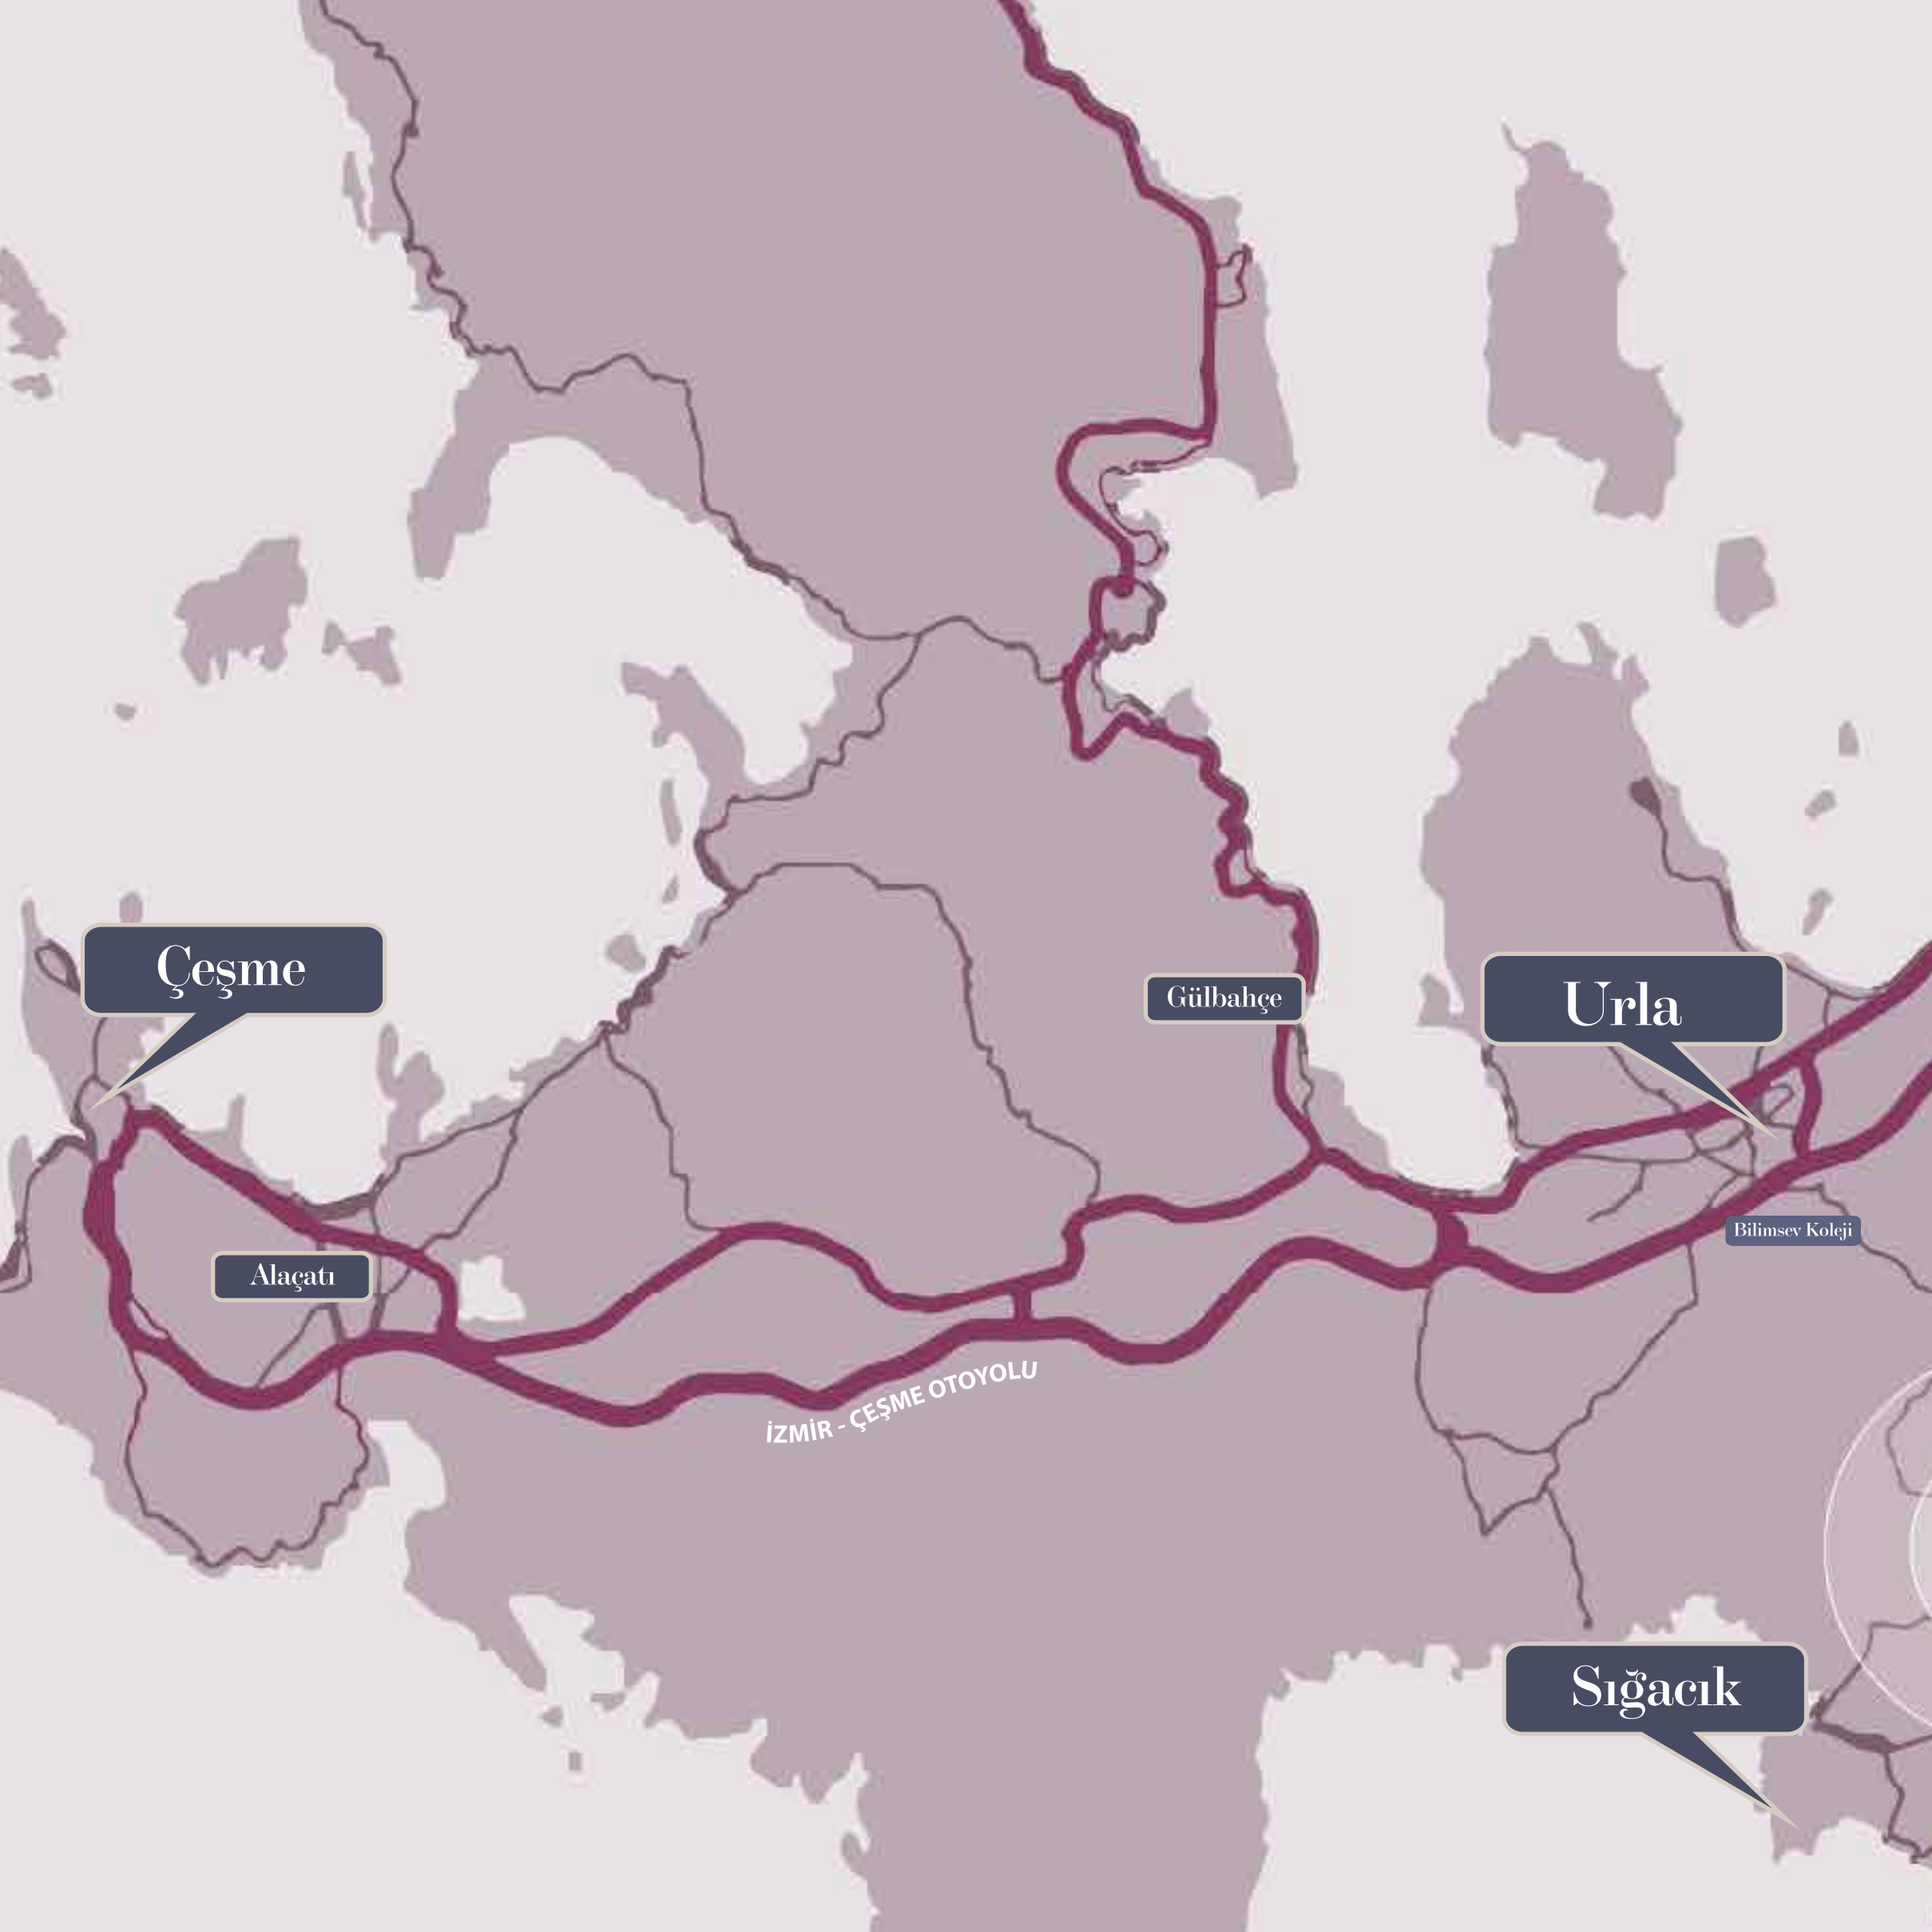 Çeşme
Gülbahçe
Urla
Bilimsev Koleji
Alaçatı
İZMİR - ÇEŞME OTOYOLU
Sığacık